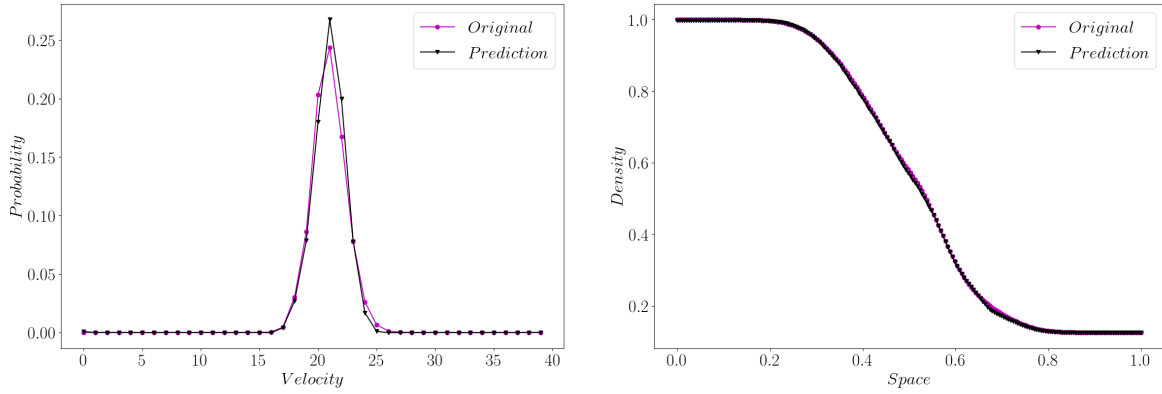 Original
Prediction
0.25
0.20
0.15
0.10
0.05
0.00
Probability
0 5 10 15 20 25 30 35 40
Velocity
Original
Prediction
1.0
0.8
0.6
0.4
0.2
Density
0.0 0.2 0.4 0.6 0.8 1.0
Space